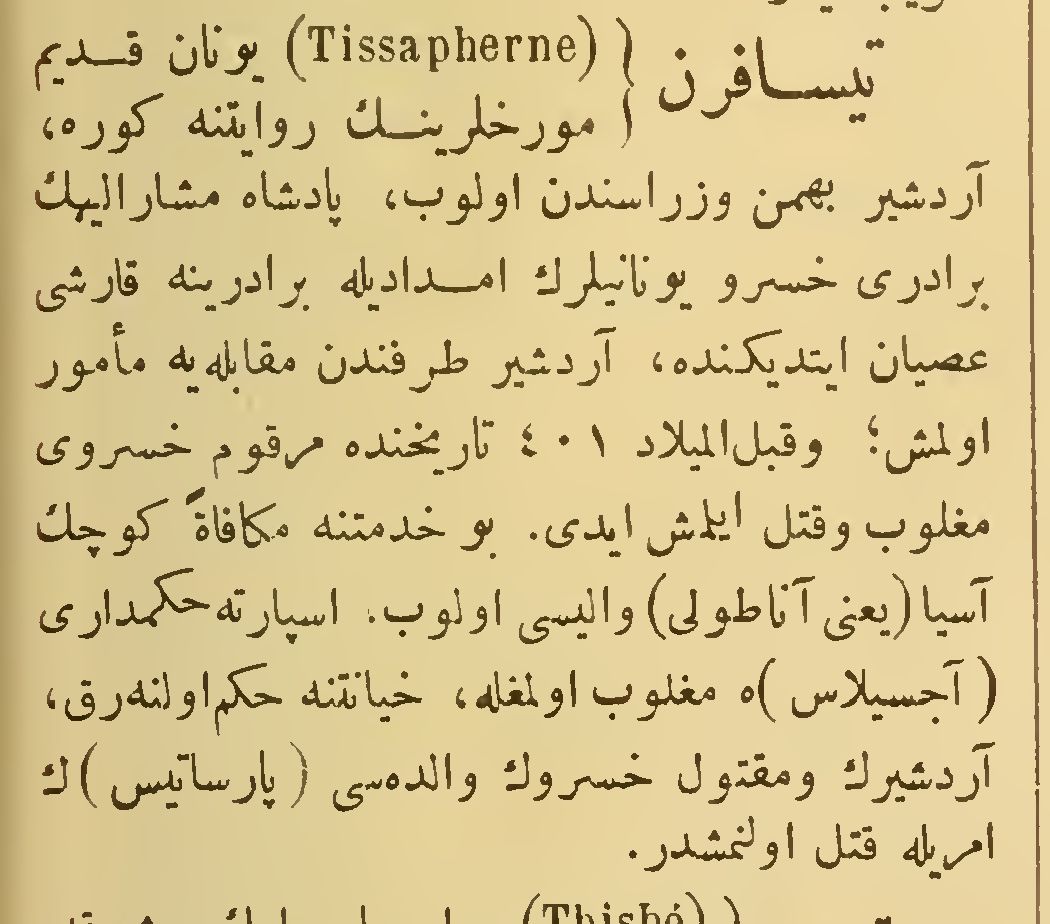 تیسافرن { (Tissapherne) یونان قدیم
مورخلرینك روایتنه كوره،
آردشیر بهمن وزراسندن اولوب، پادشاه مشارالیهك
برادری خسرو یونانیلرك امدادیله برادرینه قارشی
عصیان ایتدیكنده، آردشیر طرفندن مقابله‌یه مأمور
اولمش؛ وقبل‌المیلاد ٤٠١ تاریخنده مرقوم خسروی
مغلوب وقتل ایلمش ایدی. بو خدمتنه مكافاةً كوچك
آسیا (یعنی آناطولی) والیسی اولوب. اسپارته حكمداری
(آجسیلاس)ه مغلوب اولمغله، خیانتنه حكم‌اولنه‌رق،
آردشیرك ومقتول خسروك والده‌سی (پارساتیس)ك
امریله قتل اولنمشدر.
(Thisbé)